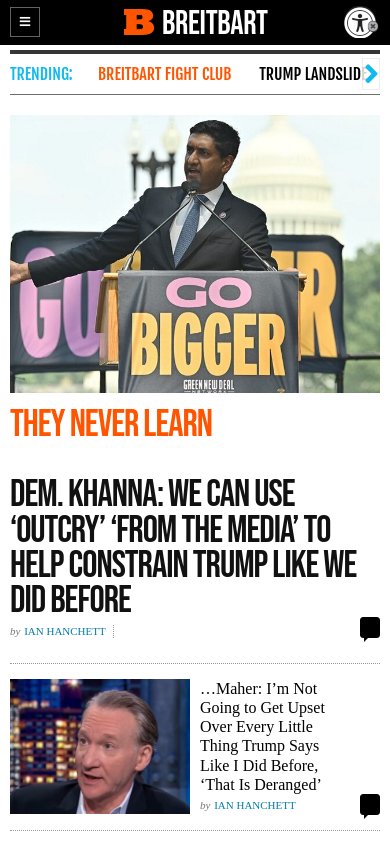 BREITBART
TRENDING:
BREITBART FIGHT CLUB
TRUMP LANDSLID
GO
BIGGER
GREEN NEW DEAL
NETWORK
THEY NEVER LEARN
DEM. KHANNA: WE CAN USE
‘OUTCRY’ ‘FROM THE MEDIA’ TO
HELP CONSTRAIN TRUMP LIKE WE
DID BEFORE
by IAN HANCHETT
…Maher: I’m Not
Going to Get Upset
Over Every Little
Thing Trump Says
Like I Did Before,
‘That Is Deranged’
by IAN HANCHETT